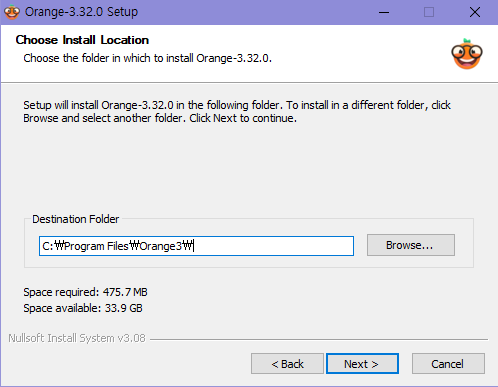 Orange-3.32.0 Setup
Choose Install Location
Choose the folder in which to install Orange-3.32.0.
Setup will install Orange-3.32.0 in the following folder. To install in a different folder, click
Browse and select another folder. Click Next to continue.
Destination Folder
C:₩Program Files₩Orange3₩
Browse...
Space required: 475.7 MB
Space available: 33.9 GB
Nullsoft Install System v3.08
< Back
Next >
Cancel